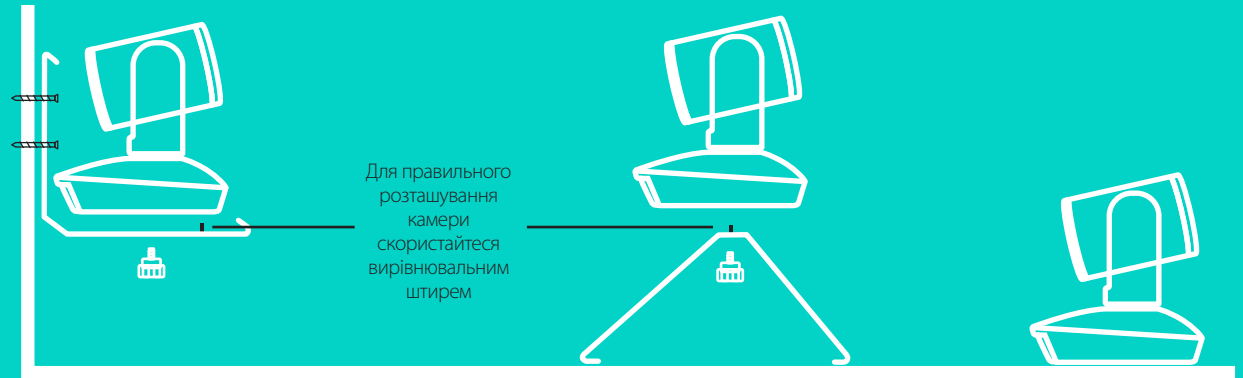 Для правильного
розташування
камери
скористайтеся
вирівнювальним
штирем